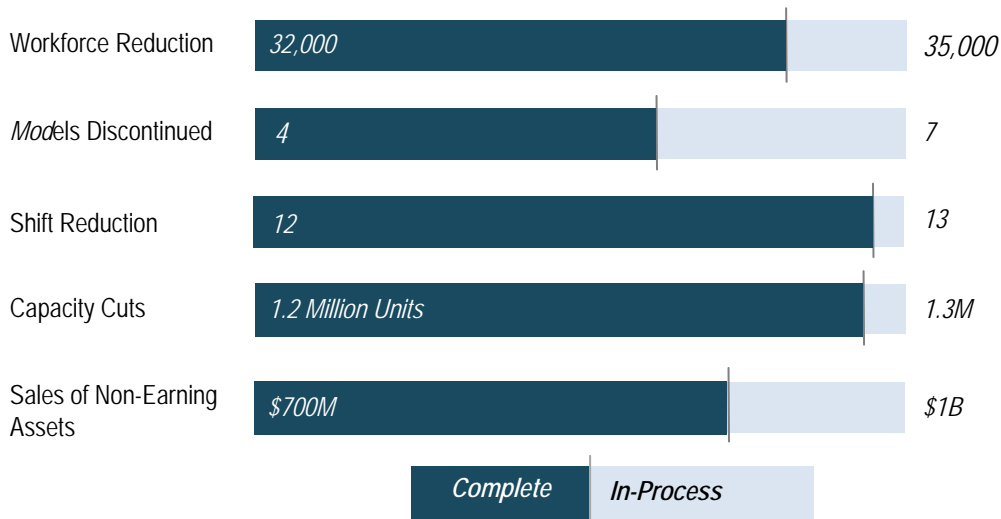 Workforce Reduction 32,000 35,000
Models Discontinued 4 7
Shift Reduction 12 13
Capacity Cuts 1.2 Million Units 1.3M
Sales of Non-Earning
Assets $700M $1B
Complete In-Process